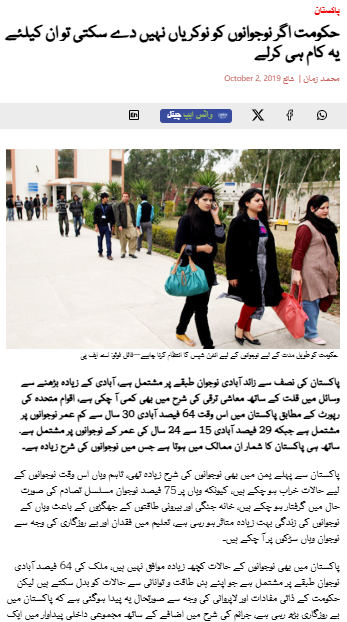 پاکستان
حکومت اگر نوجوانوں کو نوکریاں نہیں دے سکتی تو ان کیلئے
یہ کام ہی کرلے
محمد زمان | شائع October 2, 2019
واٹس ایپ چینل
حکومت کو طویل مدت کے لیے نوجوانوں کے لیے انٹرن شپس کا انتظام کرنا چاہیے—فائل فوٹو: اے ایف پی
پاکستان کی نصف سے زائد آبادی نوجوان طبقے پر مشتمل ہے، آبادی کے زیادہ بڑھنے سے
وسائل میں قلت کے ساتھ معاشی ترقی کی شرح میں بھی کمی آ چکی ہے، اقوام متحدہ کی
رپورٹ کے مطابق پاکستان میں اس وقت 64 فیصد آبادی 30 سال سے کم عمر نوجوانوں پر
مشتمل ہے جبکہ 29 فیصد آبادی 15 سے 24 سال کی عمر کے نوجوانوں پر مشتمل ہے۔
ساتھ ہی پاکستان کا شمار ان ممالک میں ہوتا ہے جس میں نوجوانوں کی شرح زیادہ ہے۔
پاکستان سے پہلے یمن میں بھی نوجوانوں کی شرح زیادہ تھی، تاہم وہاں اس وقت نوجوانوں کے
لیے حالات خراب ہو چکے ہیں، کیونکہ وہاں پر 75 فیصد نوجوان مسلسل تصادم کی صورت
حال میں گرفتار ہو چکے ہیں، خانہ جنگی اور بیرونی طاقتوں کے جھگڑوں کے باعث وہاں کے
نوجوانوں کی زندگی بہت زیادہ متاثر ہو رہی ہے، تعلیم میں فقدان اور بے روزگاری کی وجہ سے
نوجوان وہاں سڑکوں پر آ چکے ہیں۔
پاکستان میں بھی نوجوانوں کے حالات کچھ زیادہ موافق نہیں ہیں، ملک کی 64 فیصد آبادی
نوجوان طبقے پر مشتمل ہے جو اپنے ہنر، طاقت و توانائی سے حالات کو بدل سکتے ہیں لیکن
حکومت کے ذاتی مفادات اور لاپروائی کی وجہ سے صورتحال یہ پیدا ہوگئی ہے کہ پاکستان میں
بے روزگاری بڑھ رہی ہے، جرائم کی شرح میں اضافے کے ساتھ مجموعی داخلی پیداوار میں ایک